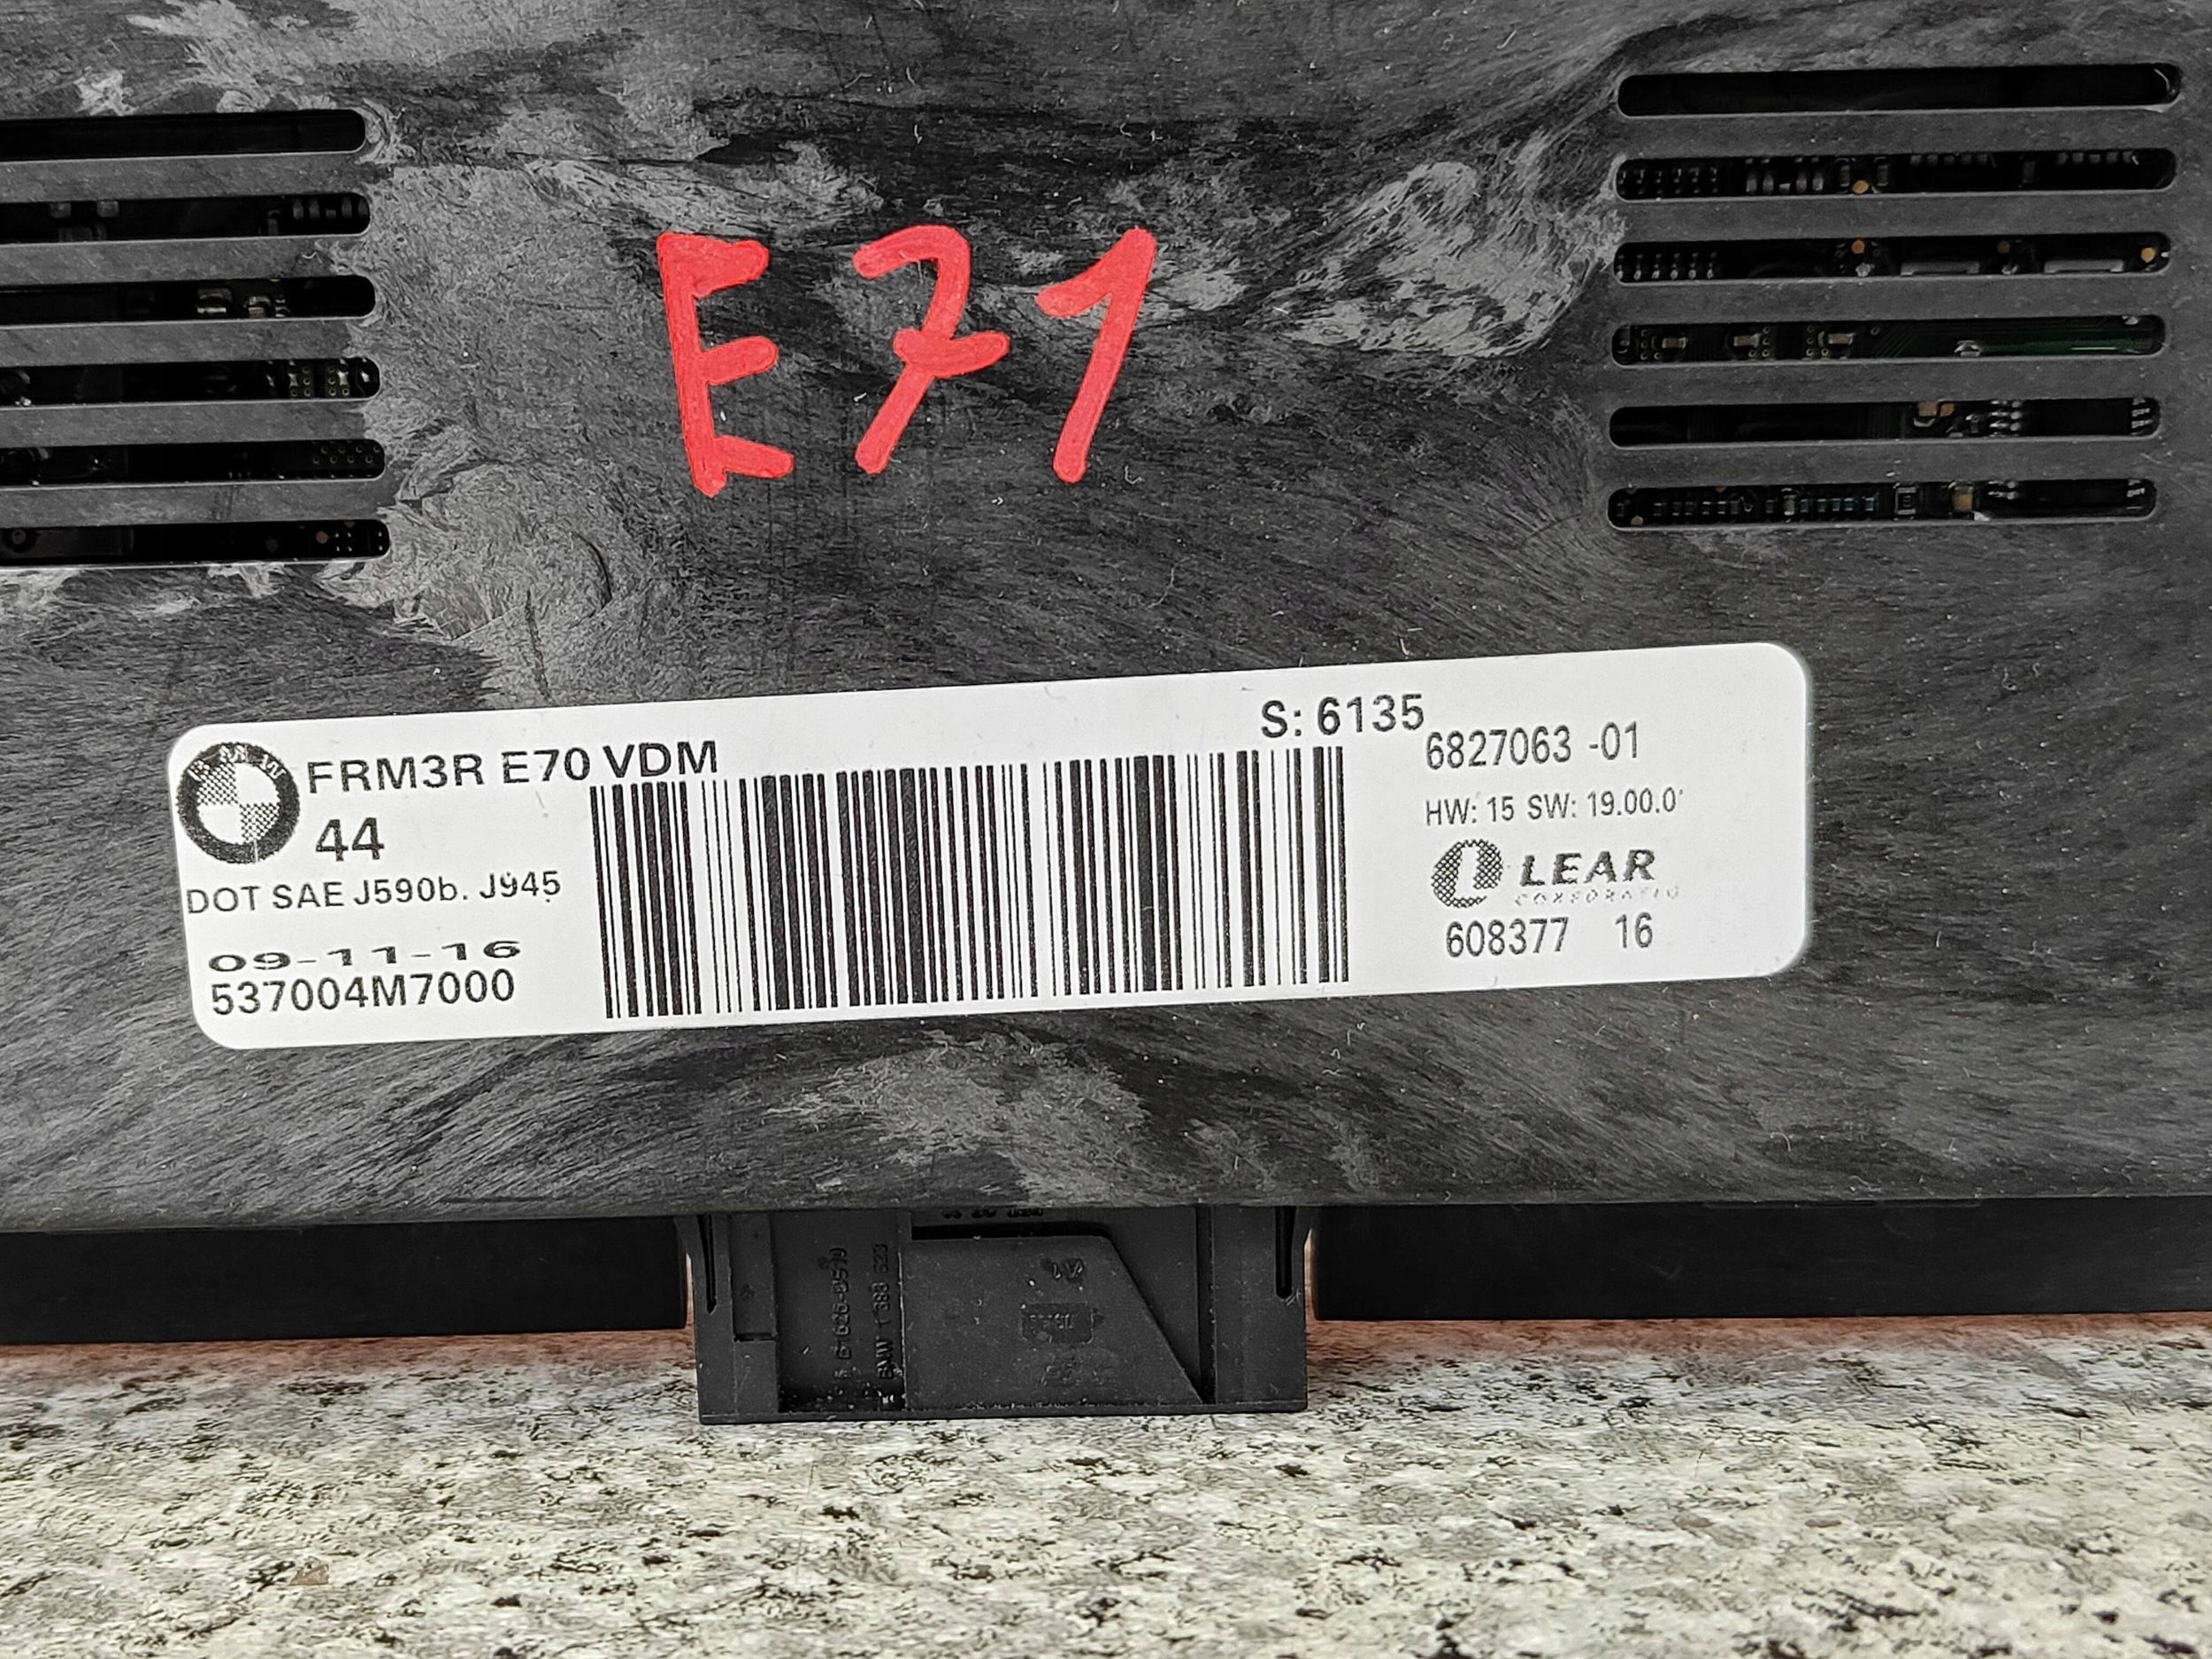 E71
FRM3R E70 VDM
S: 6135
6827063 -01
44
HW: 15 SW: 19.00.0
DOT SAE J590b. J945
LEAR
09-11-16
608377 16
537004M7000
A1